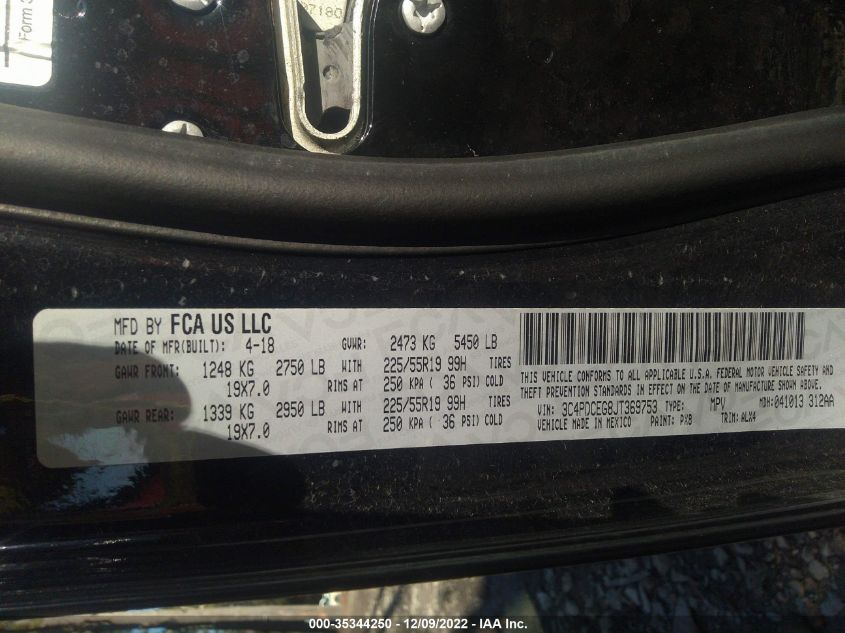 Form 3
37180
MFD BY FCA US LLC
DATE OF MFR(BUILT): 4-18 GVWR: 2473 KG 5450 LB
GAWR FRONT: 1248 KG 2750 LB WITH 225/55R19 99H TIRES
19X7.0 RIMS AT 250 KPA ( 36 PSI) COLD
GAWR REAR: 1339 KG 2950 LB WITH 225/55R19 99H TIRES
19X7.0 RIMS AT 250 KPA ( 36 PSI) COLD
THIS VEHICLE CONFORMS TO ALL APPLICABLE U.S.A. FEDERAL MOTOR VEHICLE SAFETY AND
THEFT PREVENTION STANDARDS IN EFFECT ON THE DATE OF MANUFACTURE SHOWN ABOVE.
VIN: 3C4PDCEG8JT369753 TYPE: MPV MDH: 041013 312AA
VEHICLE MADE IN MEXICO PAINT: PX8 TRIM: ALX4
000-35344250 - 12/09/2022 - IAA Inc.